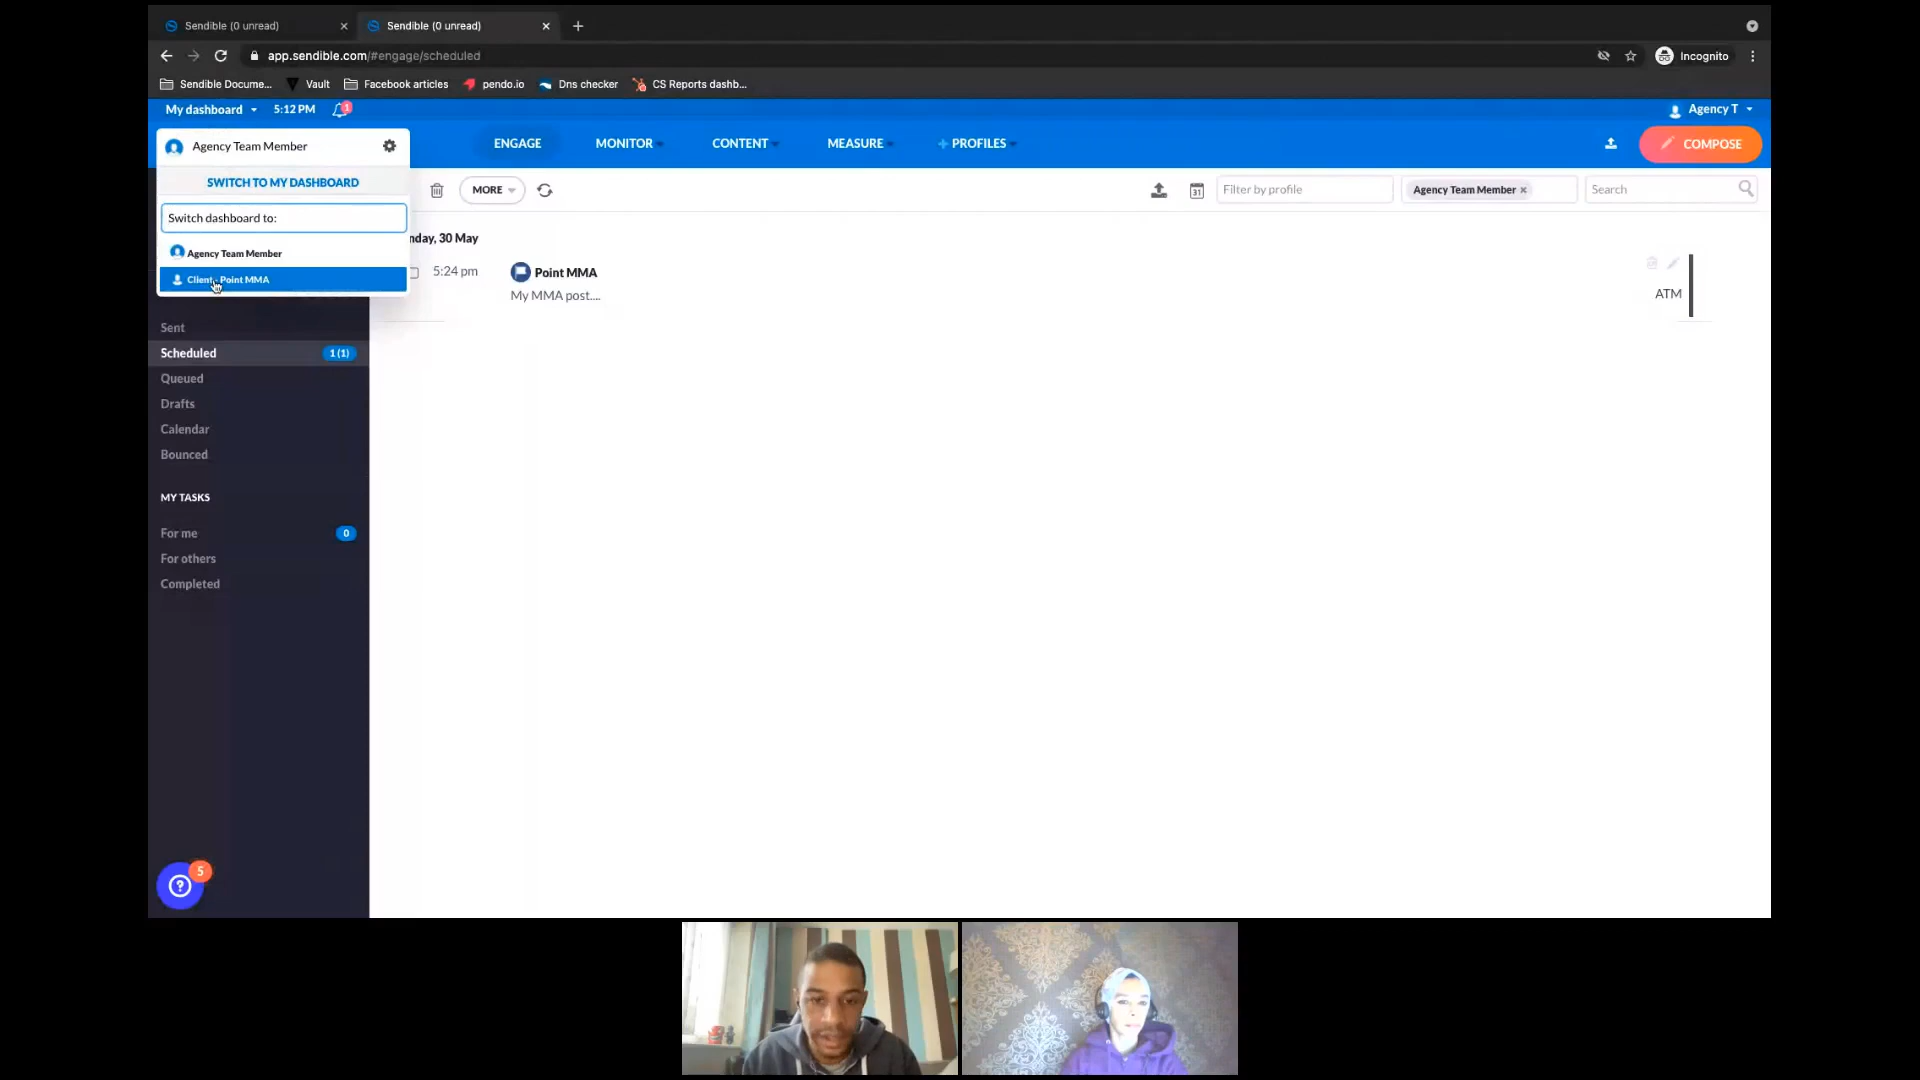 Sendible (0 unread)
Sendible (0 unread)
app.sendible.com/#engage/scheduled
Incognito
Sendible Docume...
Vault
Facebook articles
pendo.io
Dns checker
CS Reports dashb...
My dashboard
5:12 PM
1
Agency T
Agency Team Member
ENGAGE
MONITOR
CONTENT
MEASURE
+ PROFILES
COMPOSE
SWITCH TO MY DASHBOARD
MORE
31
Filter by profile
Agency Team Member
Search
Switch dashboard to:
Agency Team Member
Client - Point MMA
nday, 30 May
5:24 pm
Point MMA
My MMA post....
ATM
Sent
Scheduled
1 (1)
Queued
Drafts
Calendar
Bounced
MY TASKS
For me
0
For others
Completed
5
?